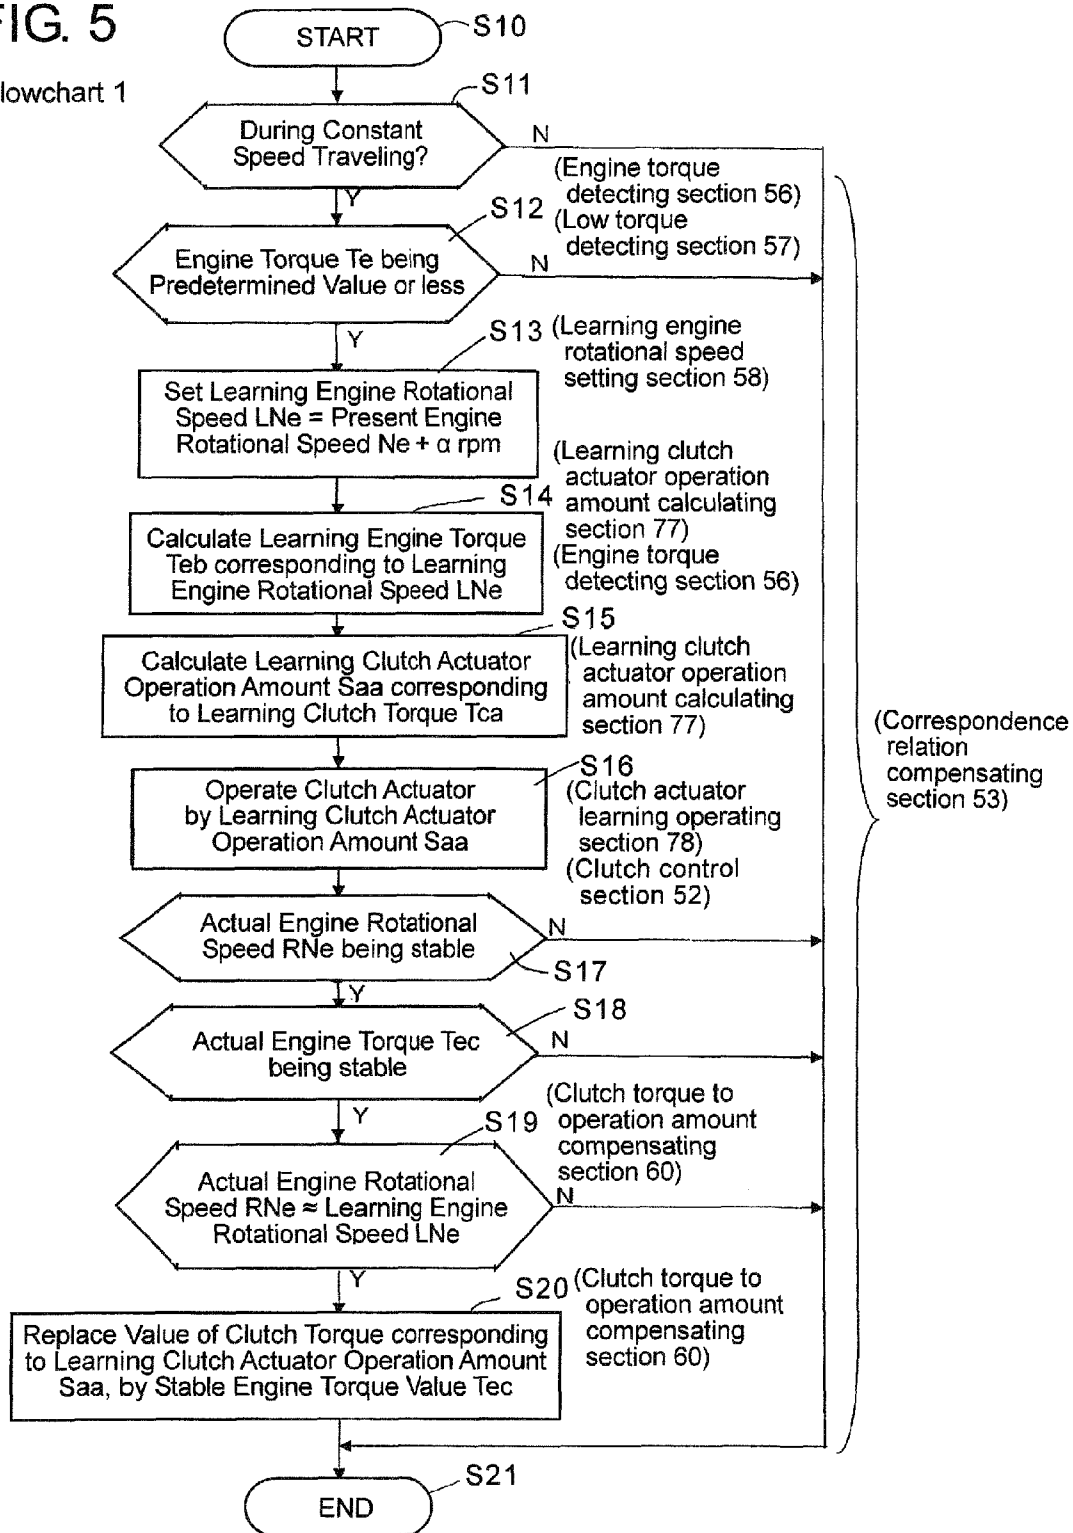 FIG. 5
lowchart 1
START
S10
S11
During Constant
Speed Traveling?
N
Y
(Engine torque
detecting section 56)
(Low torque
detecting section 57)
S12
Engine Torque Te being
Predetermined Value or less
N
Y
S13
(Learning engine
rotational speed
setting section 58)
Set Learning Engine Rotational
Speed LNe = Present Engine
Rotational Speed Ne + α rpm
S14
(Learning clutch
actuator operation
amount calculating
section 77)
(Engine torque
detecting section 56)
Calculate Learning Engine Torque
Teb corresponding to Learning
Engine Rotational Speed LNe
S15
(Learning clutch
actuator operation
amount calculating
section 77)
Calculate Learning Clutch Actuator
Operation Amount Saa corresponding
to Learning Clutch Torque Tca
(Correspondence
relation
compensating
section 53)
S16
(Clutch actuator
learning operating
section 78)
(Clutch control
section 52)
Operate Clutch Actuator
by Learning Clutch Actuator
Operation Amount Saa
Actual Engine Rotational
Speed RNe being stable
N
S17
Y
S18
Actual Engine Torque Tec
being stable
N
Y
S19
(Clutch torque to
operation amount
compensating
section 60)
Actual Engine Rotational
Speed RNe ≈ Learning Engine
Rotational Speed LNe
N
Y
S20
(Clutch torque to
operation amount
compensating
section 60)
Replace Value of Clutch Torque corresponding
to Learning Clutch Actuator Operation Amount
Saa, by Stable Engine Torque Value Tec
S21
END